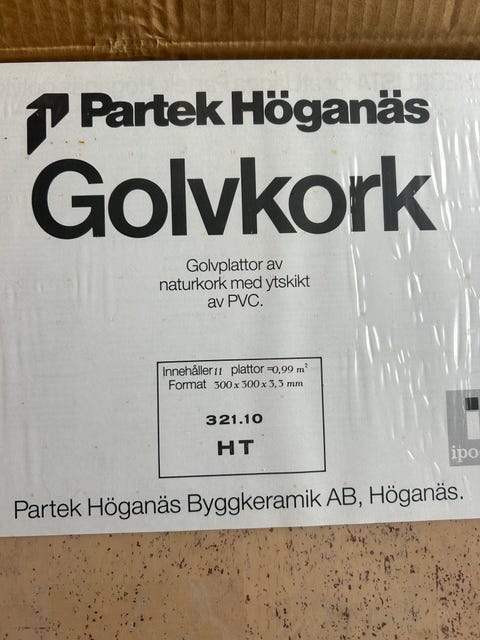 Partek Höganäs
Golvkork
Golvplattor av
naturkork med ytskikt
av PVC.
Innehåller 11 plattor =0,99 m²
Format 300 x 300 x 3,3 mm
321.10
HT
ipo
Partek Höganäs Byggkeramik AB, Höganäs.